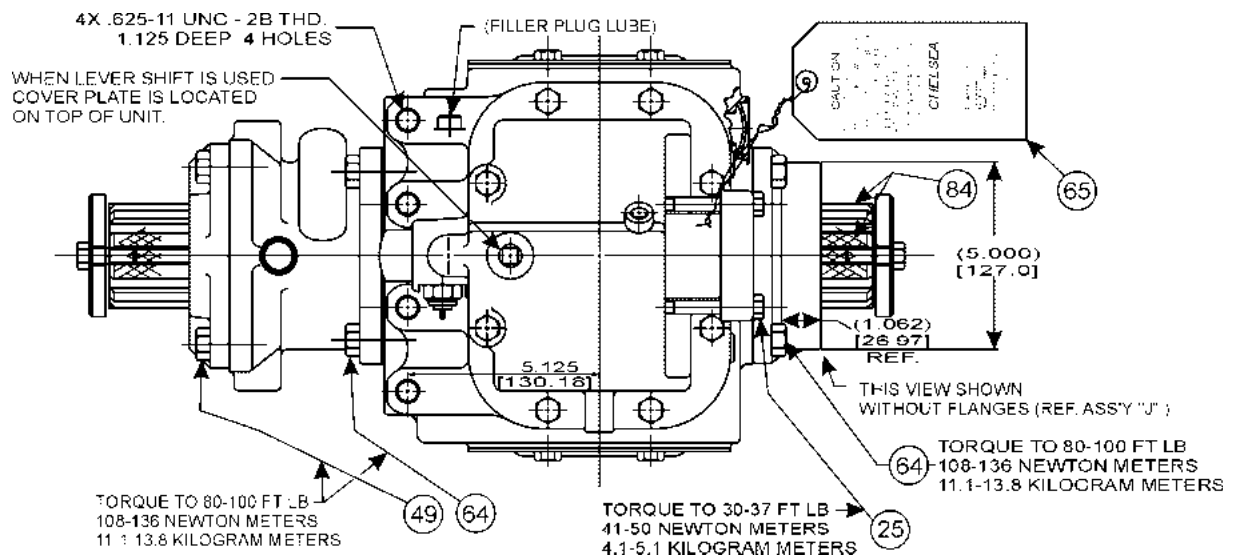 4X .625-11 UNC - 2B THD.
1.125 DEEP 4 HOLES
(FILLER PLUG LUBE)
WHEN LEVER SHIFT IS USED
COVER PLATE IS LOCATED
ON TOP OF UNIT.
CAUTION
CHELSEA
65
84
(5.000)
[127.0]
(1.062)
[26.97]
REF.
5.125
[130.18]
THIS VIEW SHOWN
WITHOUT FLANGES (REF. ASS'Y "J" )
64
TORQUE TO 80-100 FT LB
108-136 NEWTON METERS
11.1-13.8 KILOGRAM METERS
TORQUE TO 80-100 FT LB
108-136 NEWTON METERS
11.1-13.8 KILOGRAM METERS
49
64
TORQUE TO 30-37 FT LB
41-50 NEWTON METERS
4.1-5.1 KILOGRAM METERS
25